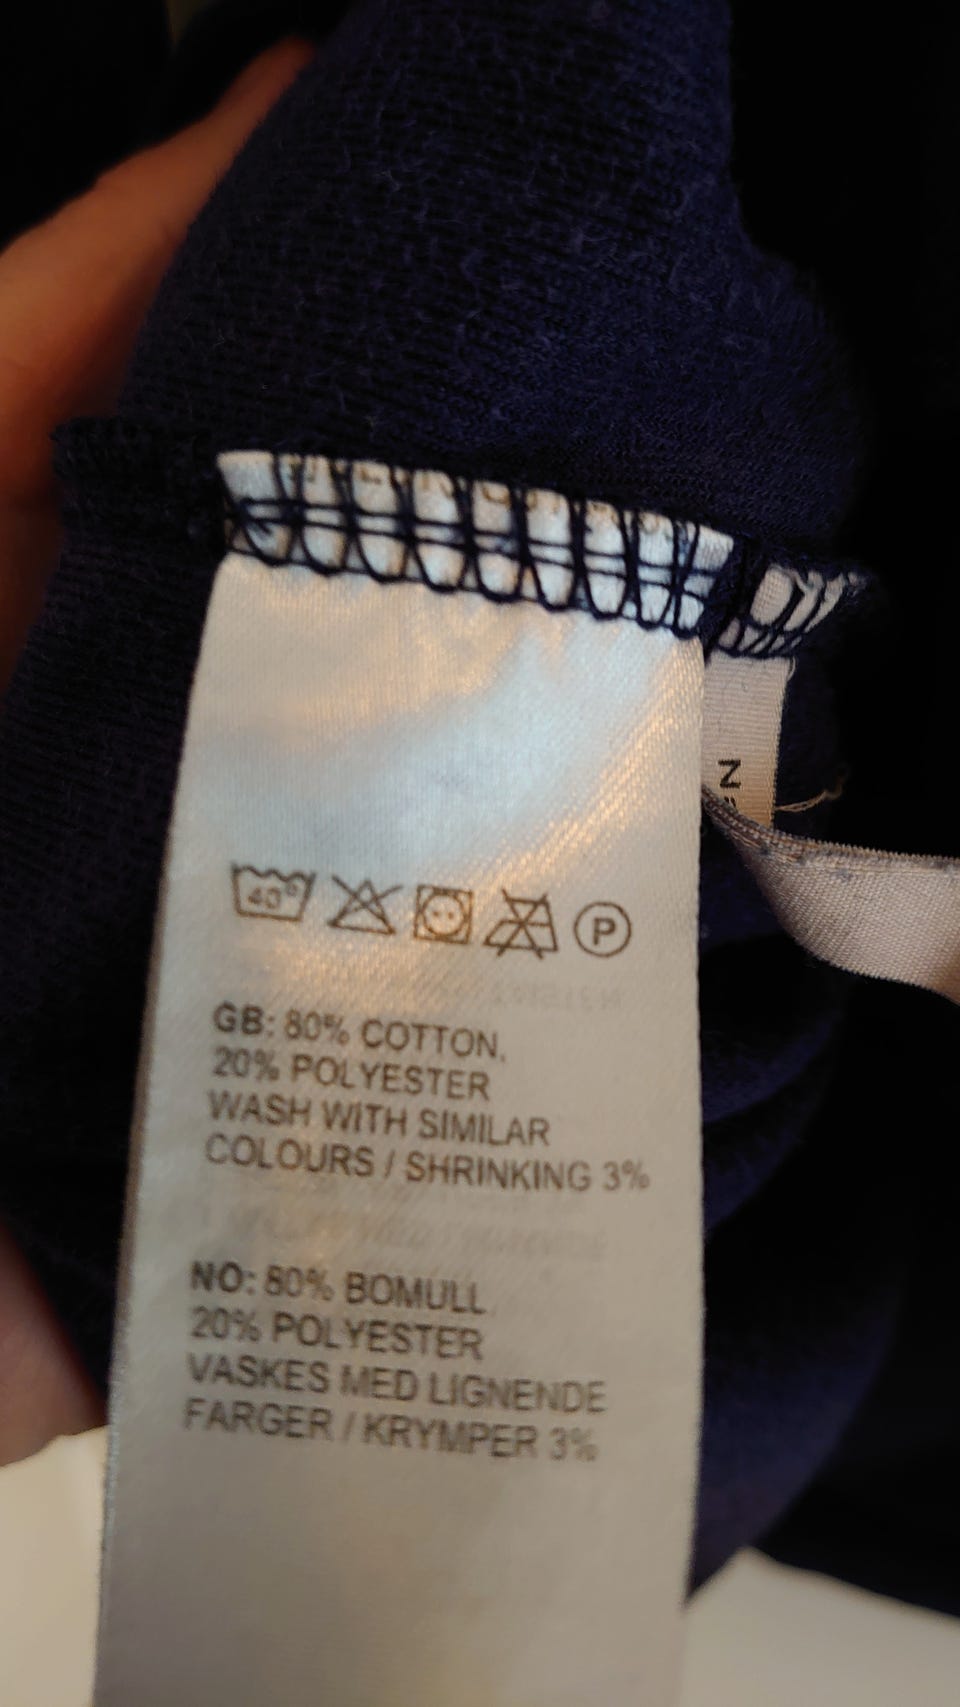 40°
P
GB: 80% COTTON,
20% POLYESTER
WASH WITH SIMILAR
COLOURS / SHRINKING 3%
NO: 80% BOMULL
20% POLYESTER
VASKES MED LIGNENDE
FARGER / KRYMPER 3%